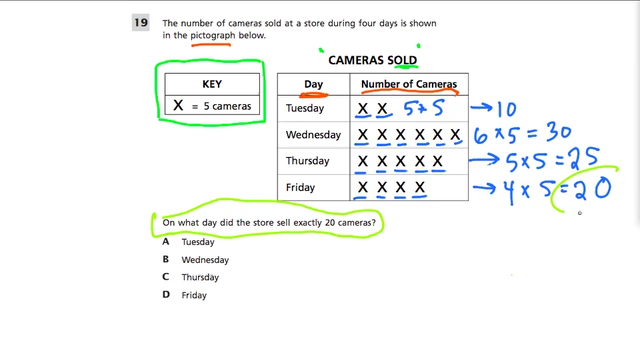 19 The number of cameras sold at a store during four days is shown
in the pictograph below.
CAMERAS SOLD
KEY
X = 5 cameras
Day Number of Cameras
Tuesday X X 5+5 → 10
Wednesday X X X X X X 6 × 5 = 30
Thursday X X X X X → 5 × 5 = 25
Friday X X X X → 4 × 5 = 20
On what day did the store sell exactly 20 cameras?
A Tuesday
B Wednesday
C Thursday
D Friday